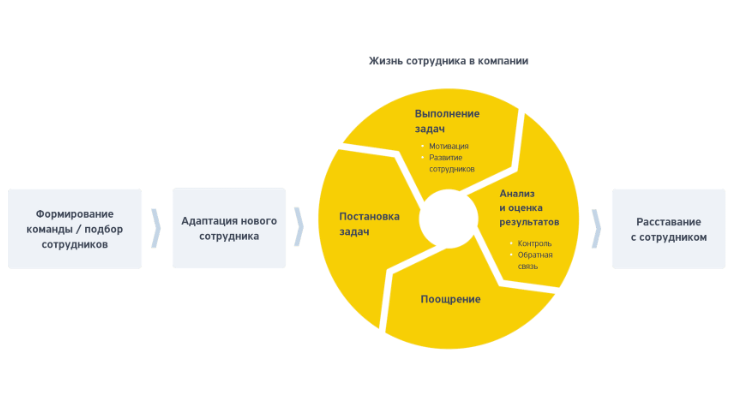 Жизнь сотрудника в компании
Формирование
команды / подбор
сотрудников
Адаптация нового
сотрудника
Постановка
задач
Выполнение
задач
• Мотивация
• Развитие
сотрудников
Анализ
и оценка
результатов
• Контроль
• Обратная
связь
Поощрение
Расставание
с сотрудником